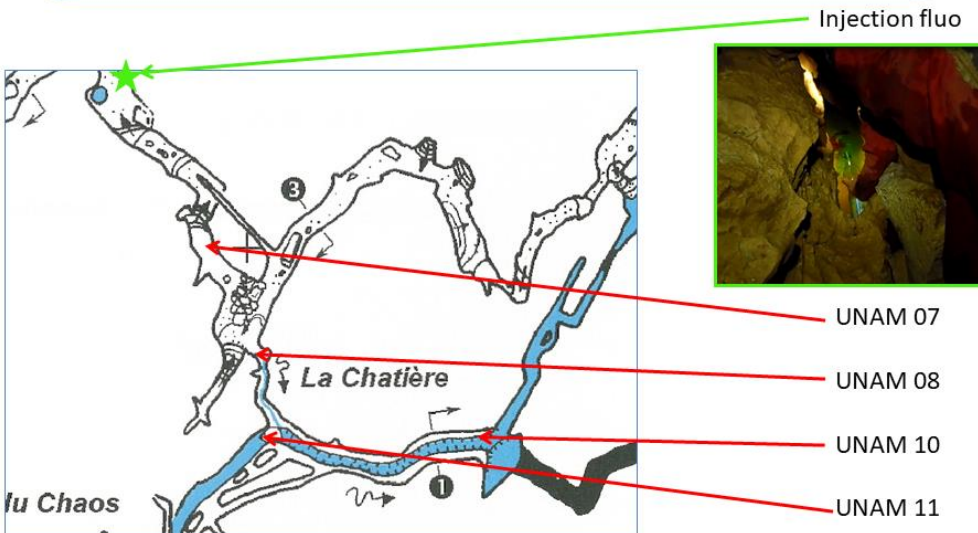 Injection fluo
3
UNAM 07
UNAM 08
La Chatière
UNAM 10
1
UNAM 11
du Chaos